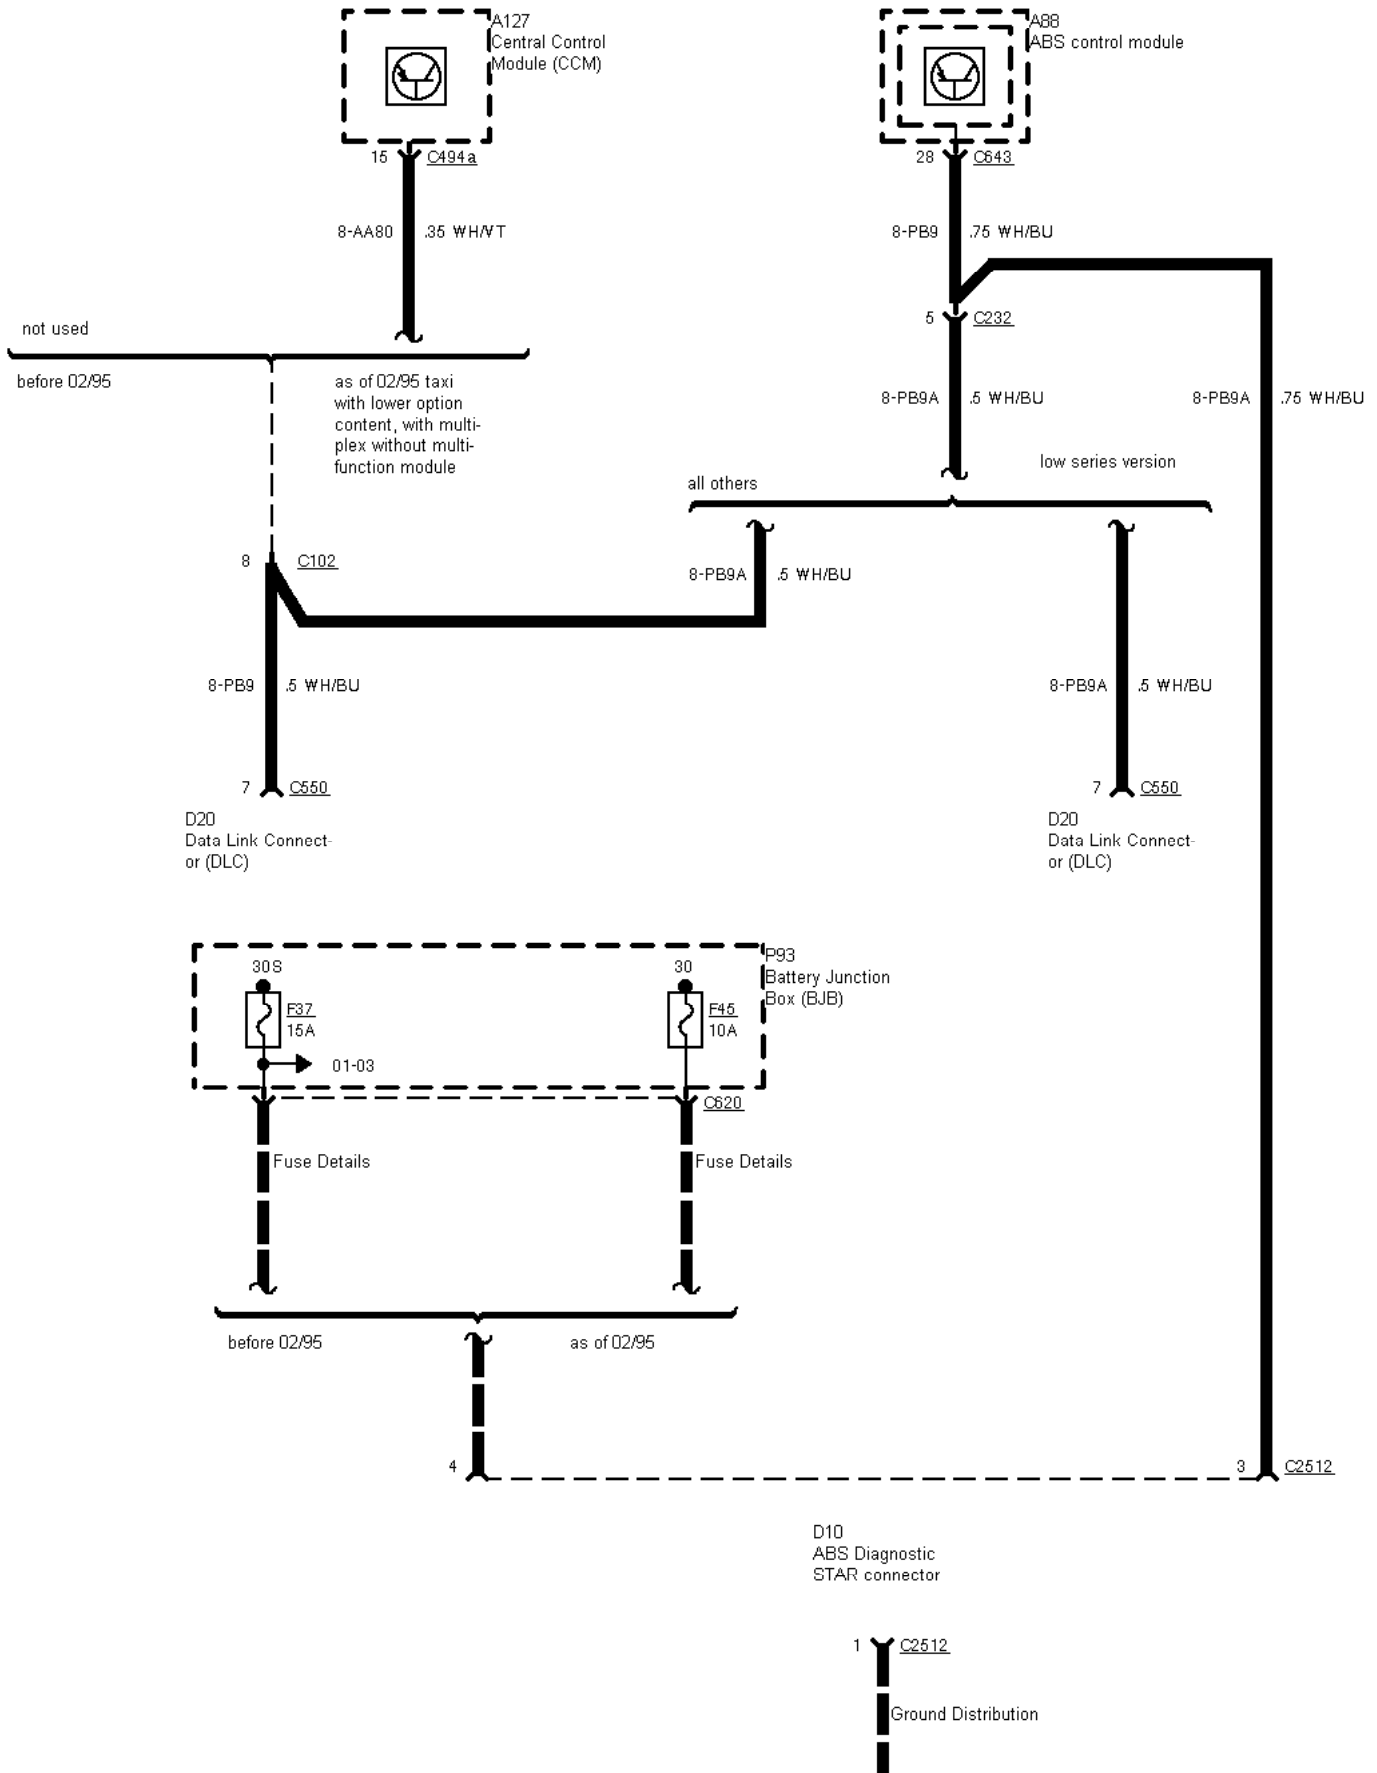 A127
Central Control
Module (CCM)
A88
ABS control module
15 C494a
28 C643
8-AA80 .35 WH/VT
8-PB9 .75 WH/BU
not used
5 C232
before 02/95
as of 02/95 taxi
with lower option
content, with multi-
plex without multi-
function module
8-PB9A .5 WH/BU
8-PB9A .75 WH/BU
low series version
all others
8 C102
8-PB9A .5 WH/BU
8-PB9 .5 WH/BU
8-PB9A .5 WH/BU
7 C550
7 C550
D20
Data Link Connect-
or (DLC)
D20
Data Link Connect-
or (DLC)
P93
Battery Junction
Box (BJB)
30S
30
F37
15A
F45
10A
01-03
C620
Fuse Details
Fuse Details
before 02/95
as of 02/95
4
3 C2512
D10
ABS Diagnostic
STAR connector
1 C2512
Ground Distribution